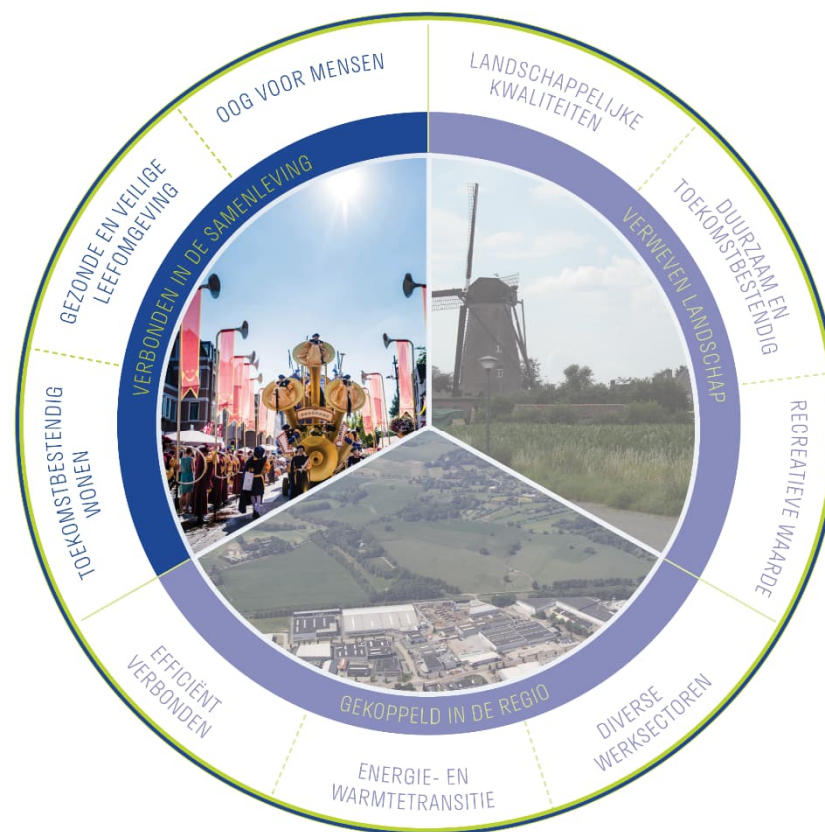 OOG VOOR MENSEN
LANDSCHAPPELIJKE
KWALITEITEN
DUURZAAM EN
TOEKOMSTBESTENDIG
RECREATIEVE WAARDE
DIVERSE
WERKSECTOREN
ENERGIE- EN
WARMTETRANSITIE
EFFICIËNT
VERBONDEN
TOEKOMSTBESTENDIG
WONEN
GEZONDE EN VEILIGE
LEEFOMGEVING
VERBONDEN IN DE SAMENLEVING
VERWEVEN LANDSCHAP
GEKOPPELD IN DE REGIO